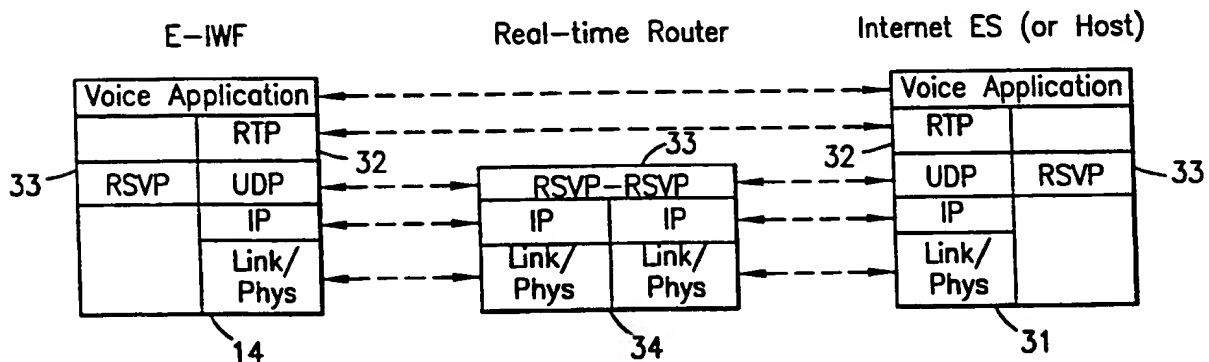 E-IWF Real-time Router Internet ES (or Host)
Voice Application Voice Application
RTP RTP
32 33 32
33 RSVP UDP RSVP-RSVP UDP RSVP 33
IP IP IP IP
Link/ Link/ Link/ Link/
Phys Phys Phys Phys
14 34 31